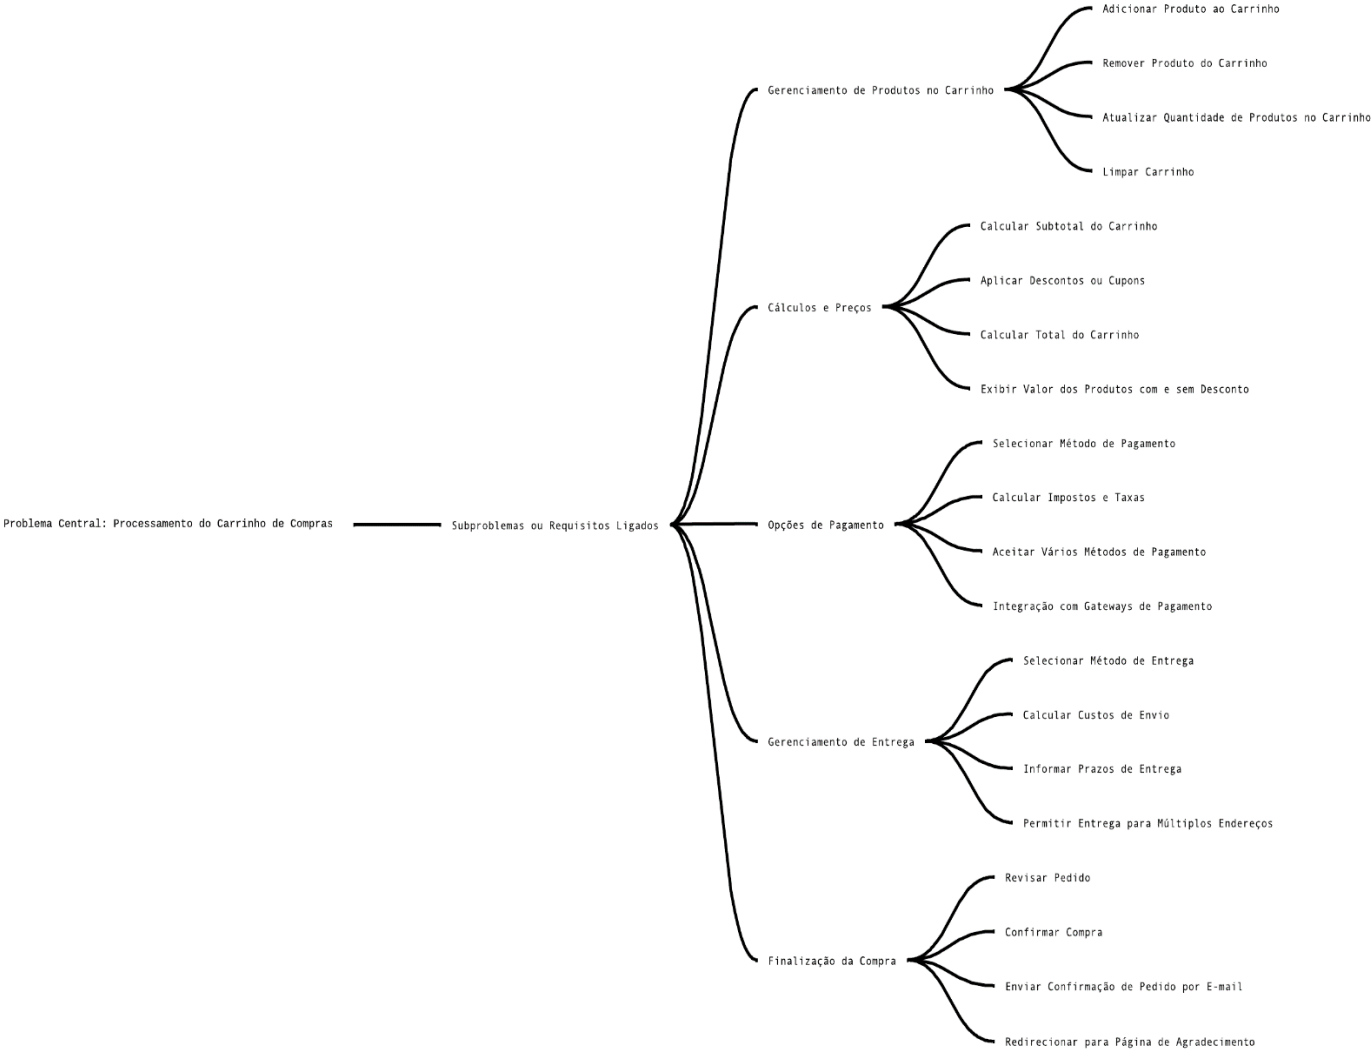 Problema Central: Processamento do Carrinho de Compras
Subproblemas ou Requisitos Ligados
Gerenciamento de Produtos no Carrinho
Adicionar Produto ao Carrinho
Remover Produto do Carrinho
Atualizar Quantidade de Produtos no Carrinho
Limpar Carrinho
Cálculos e Preços
Calcular Subtotal do Carrinho
Aplicar Descontos ou Cupons
Calcular Total do Carrinho
Exibir Valor dos Produtos com e sem Desconto
Opções de Pagamento
Selecionar Método de Pagamento
Calcular Impostos e Taxas
Aceitar Vários Métodos de Pagamento
Integração com Gateways de Pagamento
Gerenciamento de Entrega
Selecionar Método de Entrega
Calcular Custos de Envio
Informar Prazos de Entrega
Permitir Entrega para Múltiplos Endereços
Finalização da Compra
Revisar Pedido
Confirmar Compra
Enviar Confirmação de Pedido por E-mail
Redirecionar para Página de Agradecimento